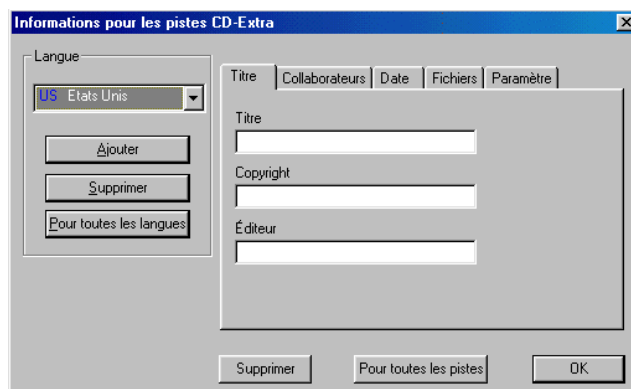 Informations pour les pistes CD-Extra
Langue
US Etats Unis
Ajouter
Supprimer
Pour toutes les langues
Titre Collaborateurs Date Fichiers Paramètre
Titre
Copyright
Éditeur
Supprimer Pour toutes les pistes OK